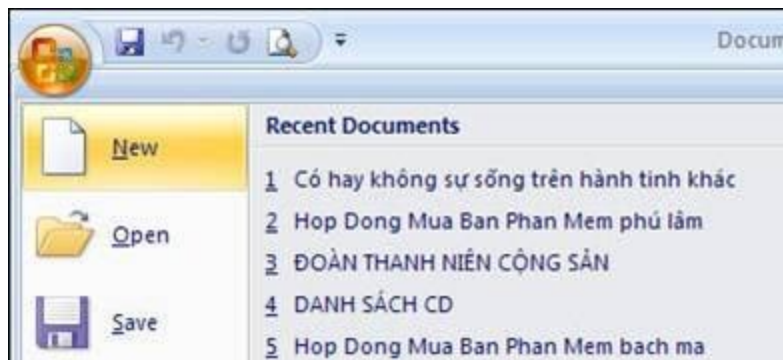 Docum
New
Open
Save
Recent Documents
1 Có hay không sự sống trên hành tinh khác
2 Hop Dong Mua Ban Phan Mem phú lâm
3 ĐOÀN THANH NIÊN CỘNG SẢN
4 DANH SÁCH CD
5 Hop Dong Mua Ban Phan Mem bach ma